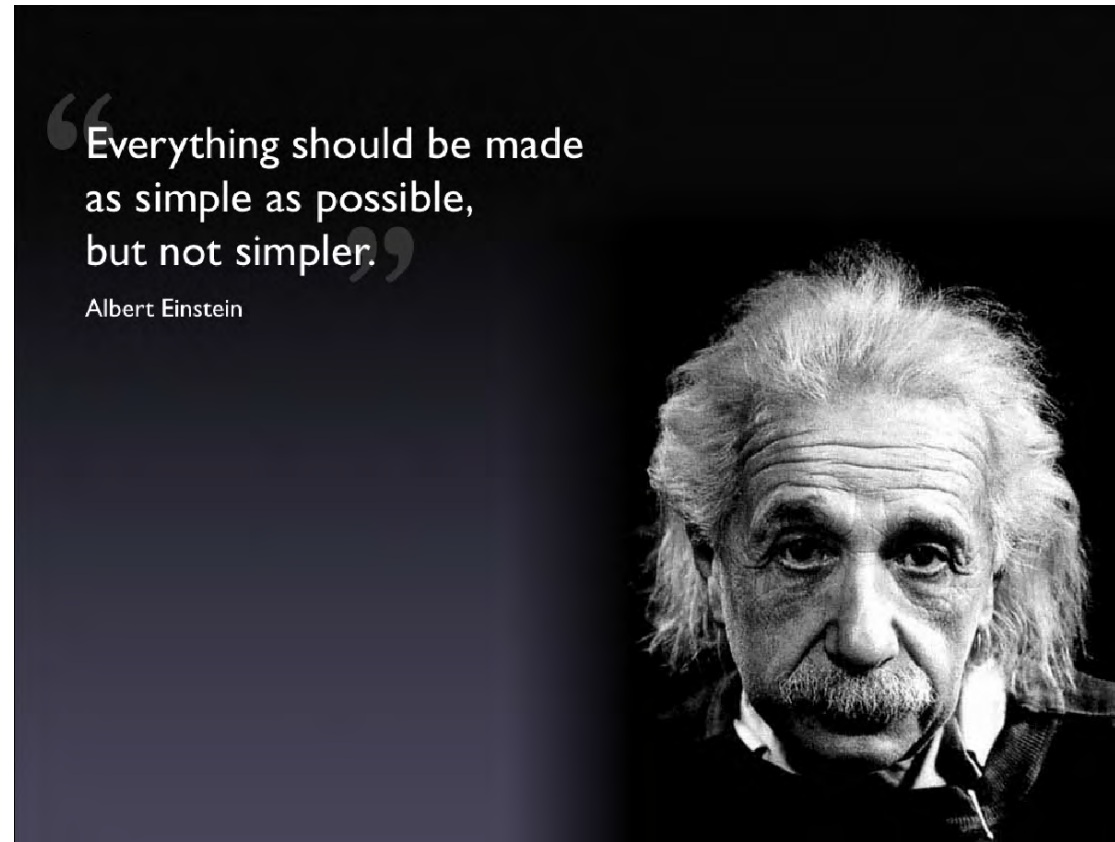 “Everything should be made
as simple as possible,
but not simpler.”
Albert Einstein